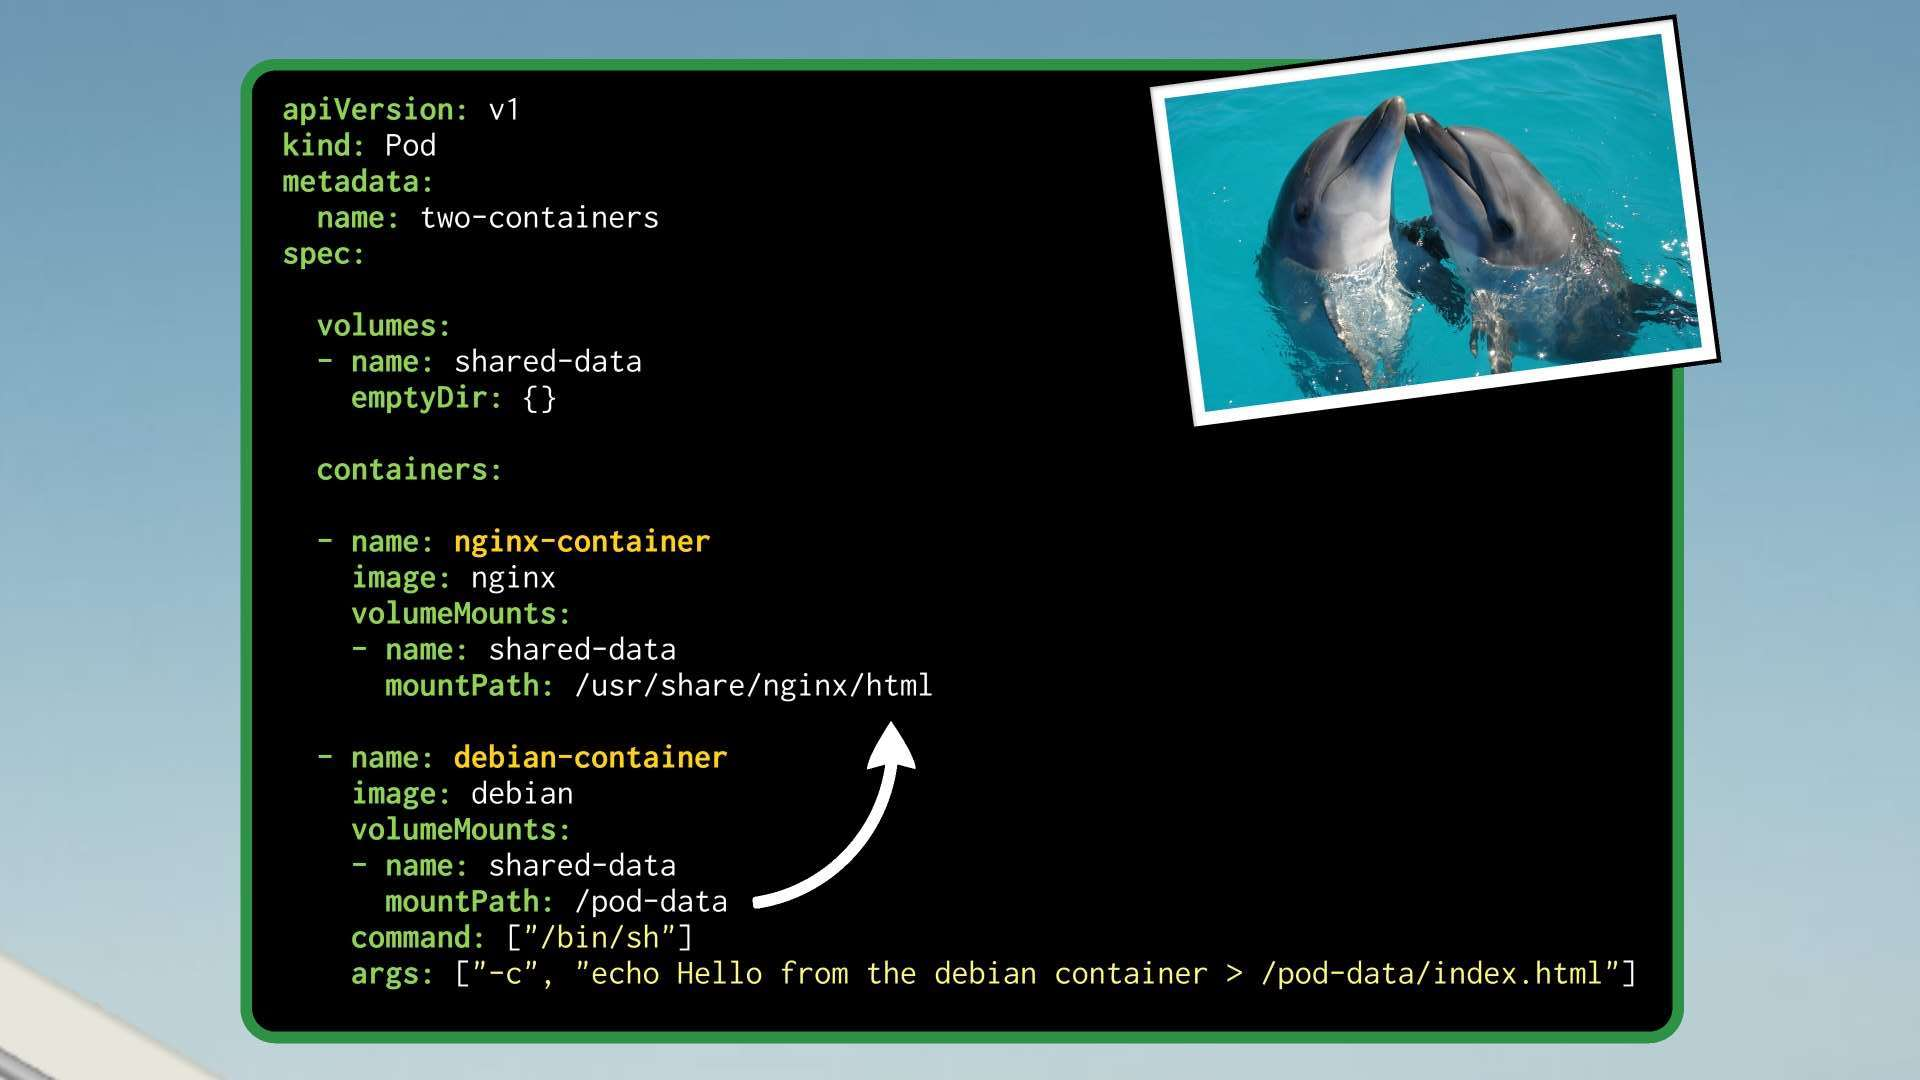 apiVersion: v1
kind: Pod
metadata:
  name: two-containers
spec:
  volumes:
  - name: shared-data
    emptyDir: {}
  containers:
  - name: nginx-container
    image: nginx
    volumeMounts:
    - name: shared-data
      mountPath: /usr/share/nginx/html
  - name: debian-container
    image: debian
    volumeMounts:
    - name: shared-data
      mountPath: /pod-data
    command: ["/bin/sh"]
    args: ["-c", "echo Hello from the debian container > /pod-data/index.html"]